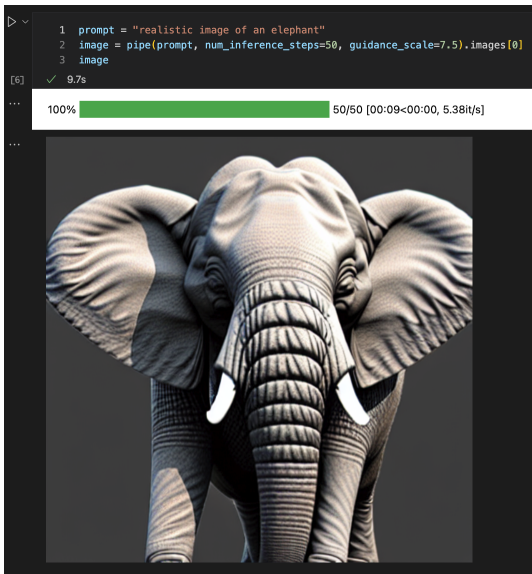 1 prompt = "realistic image of an elephant"
2 image = pipe(prompt, num_inference_steps=50, guidance_scale=7.5).images[0]
3 image
[6] ✓ 9.7s
100% 50/50 [00:09<00:00, 5.38it/s]